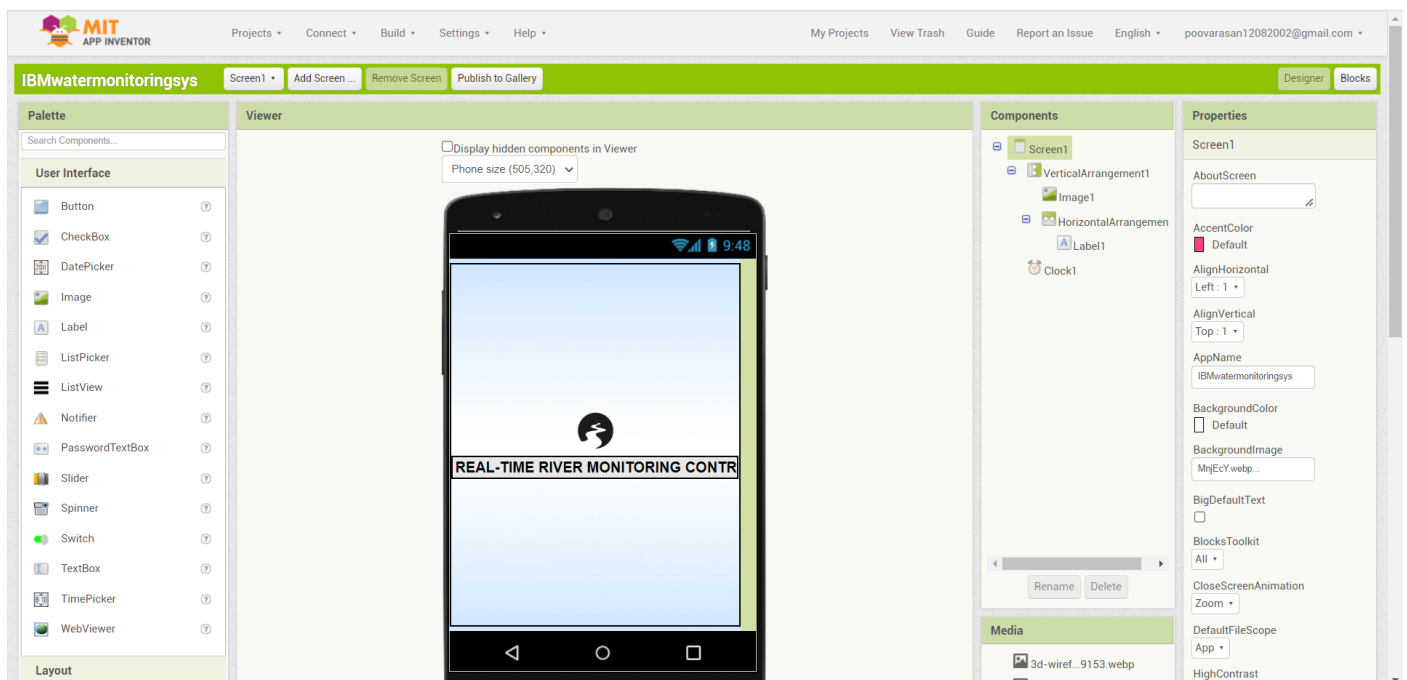 MIT
APP INVENTOR
Projects Connect Build Settings Help My Projects View Trash Guide Report an Issue English poovarasan12082002@gmail.com
IBMwatermonitoringsys Screen1 Add Screen ... Remove Screen Publish to Gallery Designer Blocks
Palette
Search Components...
User Interface
Button
CheckBox
DatePicker
Image
Label
ListPicker
ListView
Notifier
PasswordTextBox
Slider
Spinner
Switch
TextBox
TimePicker
WebViewer
Layout
Viewer
Display hidden components in Viewer
Phone size (505,320)
9:48
REAL-TIME RIVER MONITORING CONTR
Components
Screen1
VerticalArrangement1
Image1
HorizontalArrangemen
Label1
Clock1
Rename Delete
Media
3d-wiref...9153.webp
Properties
Screen1
AboutScreen
AccentColor
Default
AlignHorizontal
Left : 1
AlignVertical
Top : 1
AppName
IBMwatermonitoringsys
BackgroundColor
Default
BackgroundImage
MnjEcY.webp...
BigDefaultText
BlocksToolkit
All
CloseScreenAnimation
Zoom
DefaultFileScope
App
HighContrast